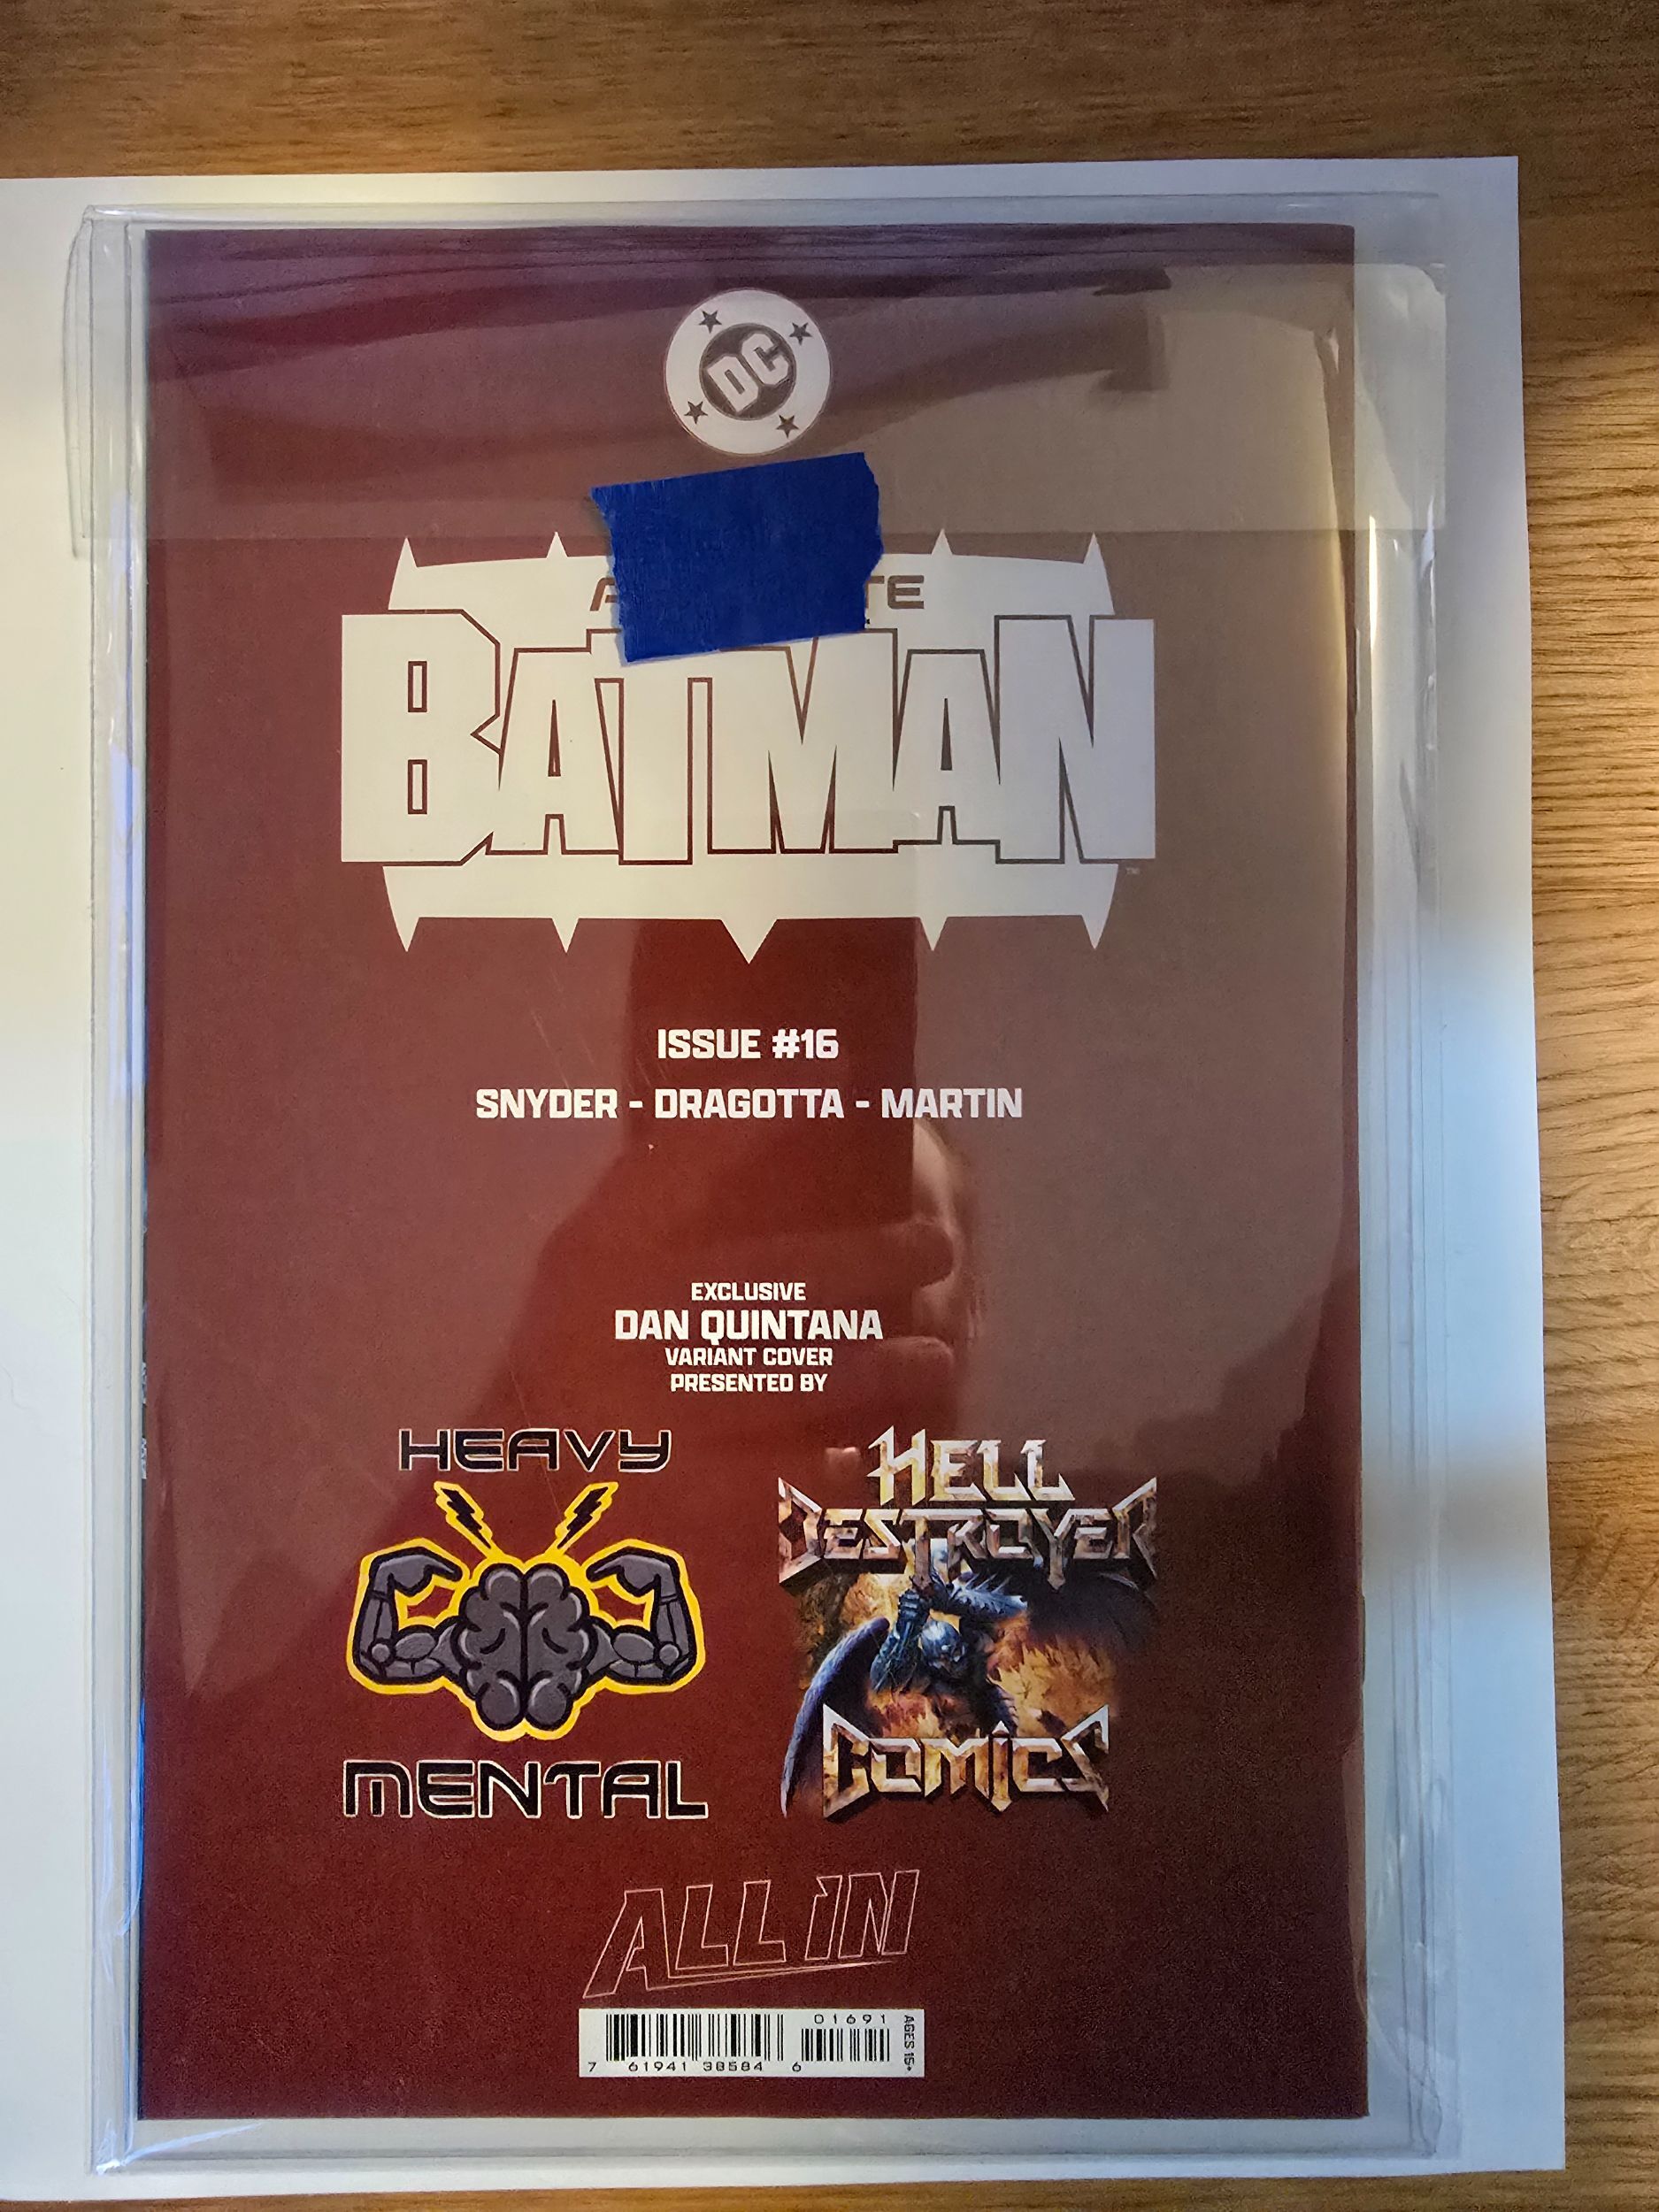 DC
BATMAN
TM
ISSUE #16
SNYDER - DRAGOTTA - MARTIN
EXCLUSIVE
DAN QUINTANA
VARIANT COVER
PRESENTED BY
HEAVY
MENTAL
HELL
DESTROYER
COMICS
ALL IN
01691
7 61941 38584 6
AGES 15+